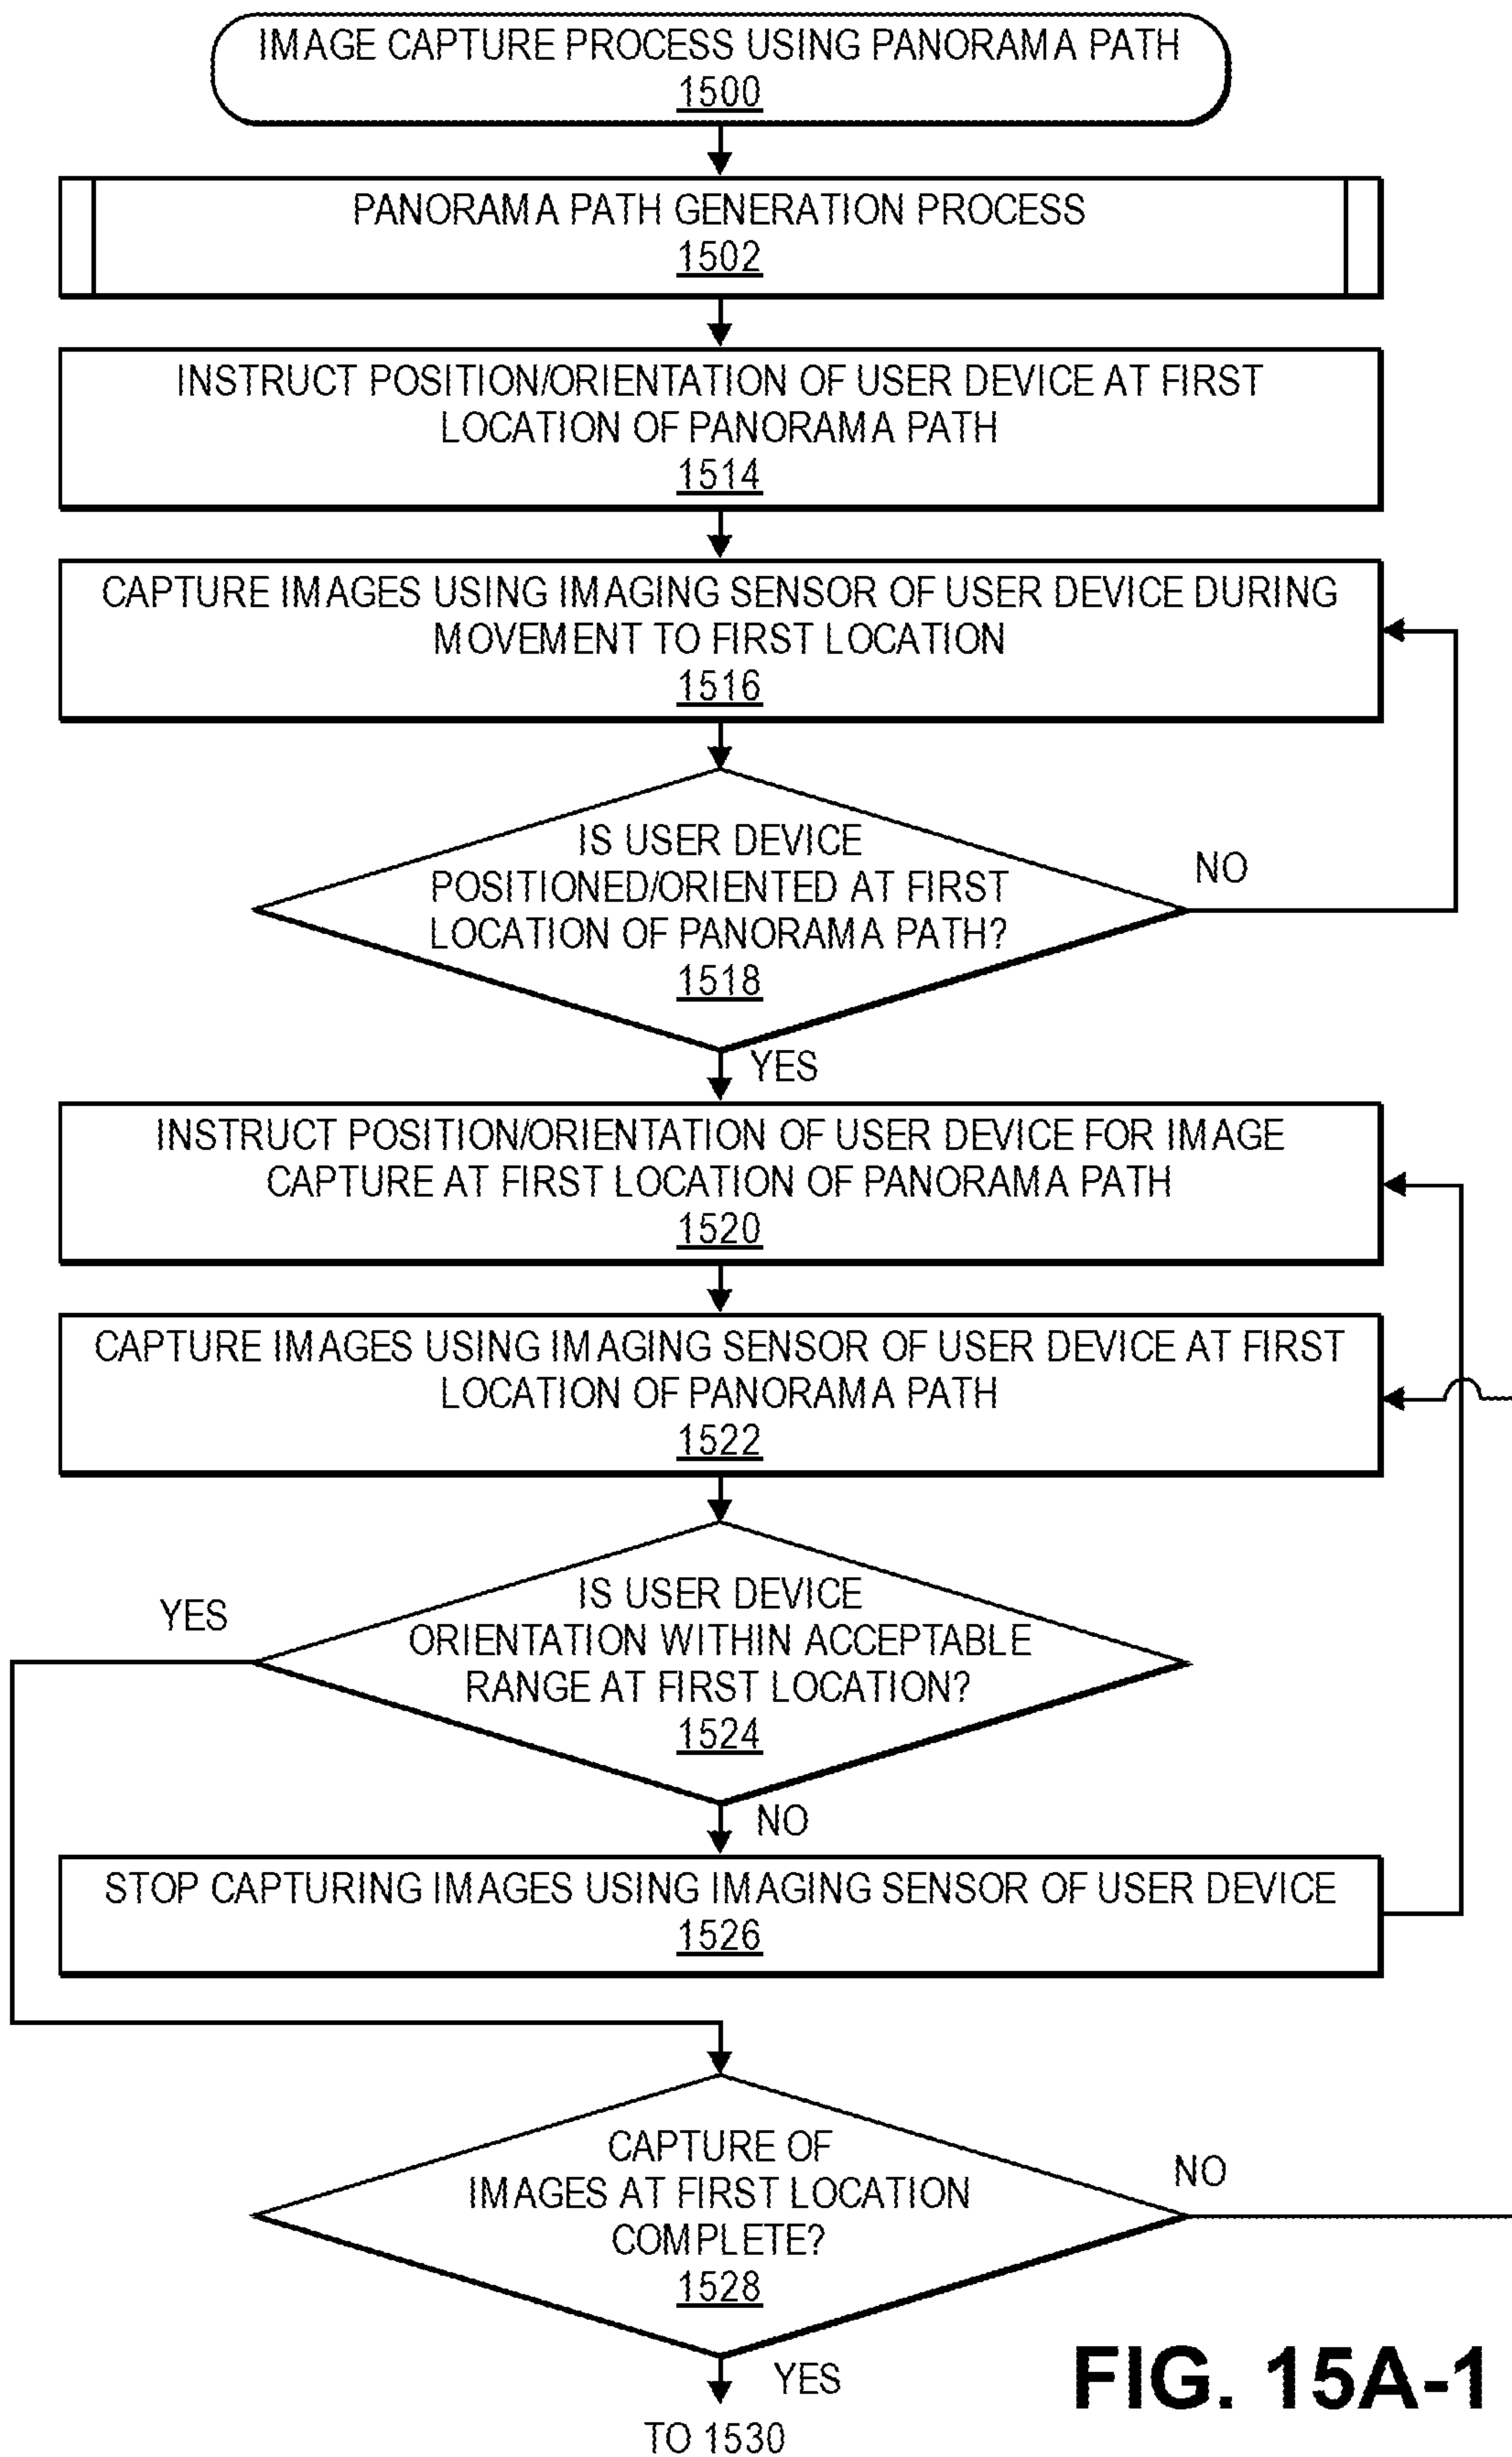 IMAGE CAPTURE PROCESS USING PANORAMA PATH
1500
PANORAMA PATH GENERATION PROCESS
1502
INSTRUCT POSITION/ORIENTATION OF USER DEVICE AT FIRST
LOCATION OF PANORAMA PATH
1514
CAPTURE IMAGES USING IMAGING SENSOR OF USER DEVICE DURING
MOVEMENT TO FIRST LOCATION
1516
IS USER DEVICE
POSITIONED/ORIENTED AT FIRST
LOCATION OF PANORAMA PATH?
1518
NO
YES
INSTRUCT POSITION/ORIENTATION OF USER DEVICE FOR IMAGE
CAPTURE AT FIRST LOCATION OF PANORAMA PATH
1520
CAPTURE IMAGES USING IMAGING SENSOR OF USER DEVICE AT FIRST
LOCATION OF PANORAMA PATH
1522
IS USER DEVICE
ORIENTATION WITHIN ACCEPTABLE
RANGE AT FIRST LOCATION?
1524
YES
NO
STOP CAPTURING IMAGES USING IMAGING SENSOR OF USER DEVICE
1526
CAPTURE OF
IMAGES AT FIRST LOCATION
COMPLETE?
1528
NO
YES
TO 1530
FIG. 15A-1